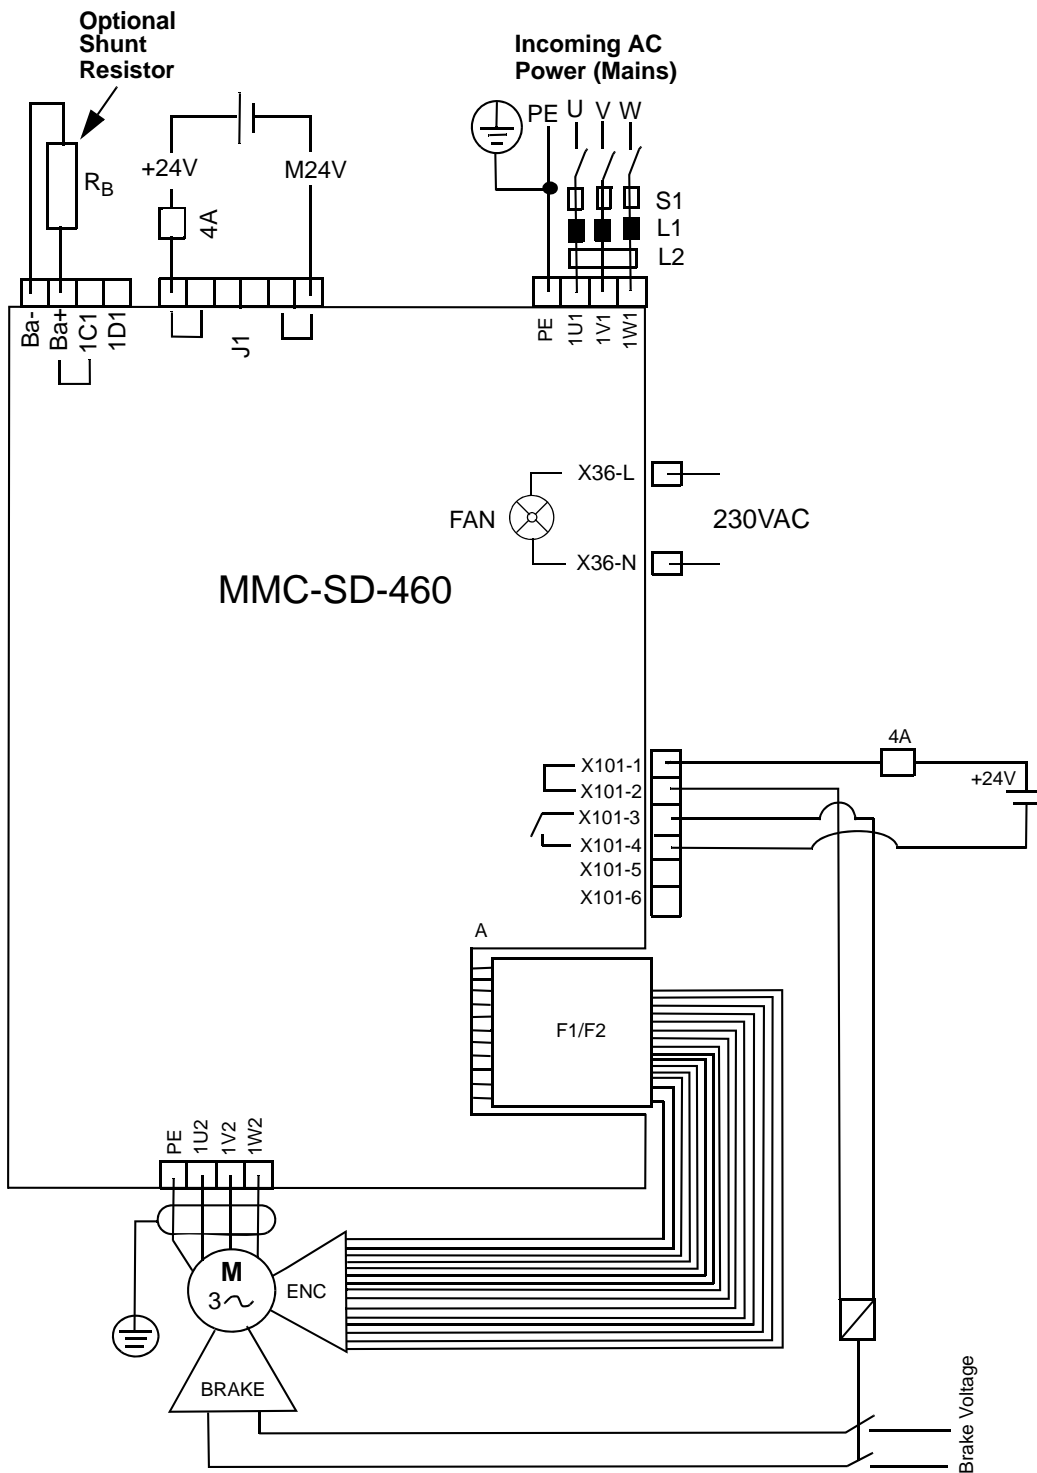 Optional
Shunt
Resistor
Incoming AC
Power (Mains)
PE
U
V
W
+24V
M24V
RB
4A
S1
L1
L2
Ba-
Ba+
1C1
1D1
J1
PE
1U1
1V1
1W1
X36-L
FAN
230VAC
X36-N
MMC-SD-460
4A
X101-1
+24V
X101-2
X101-3
X101-4
X101-5
X101-6
A
F1/F2
PE
1U2
1V2
1W2
M
3
ENC
BRAKE
Brake Voltage